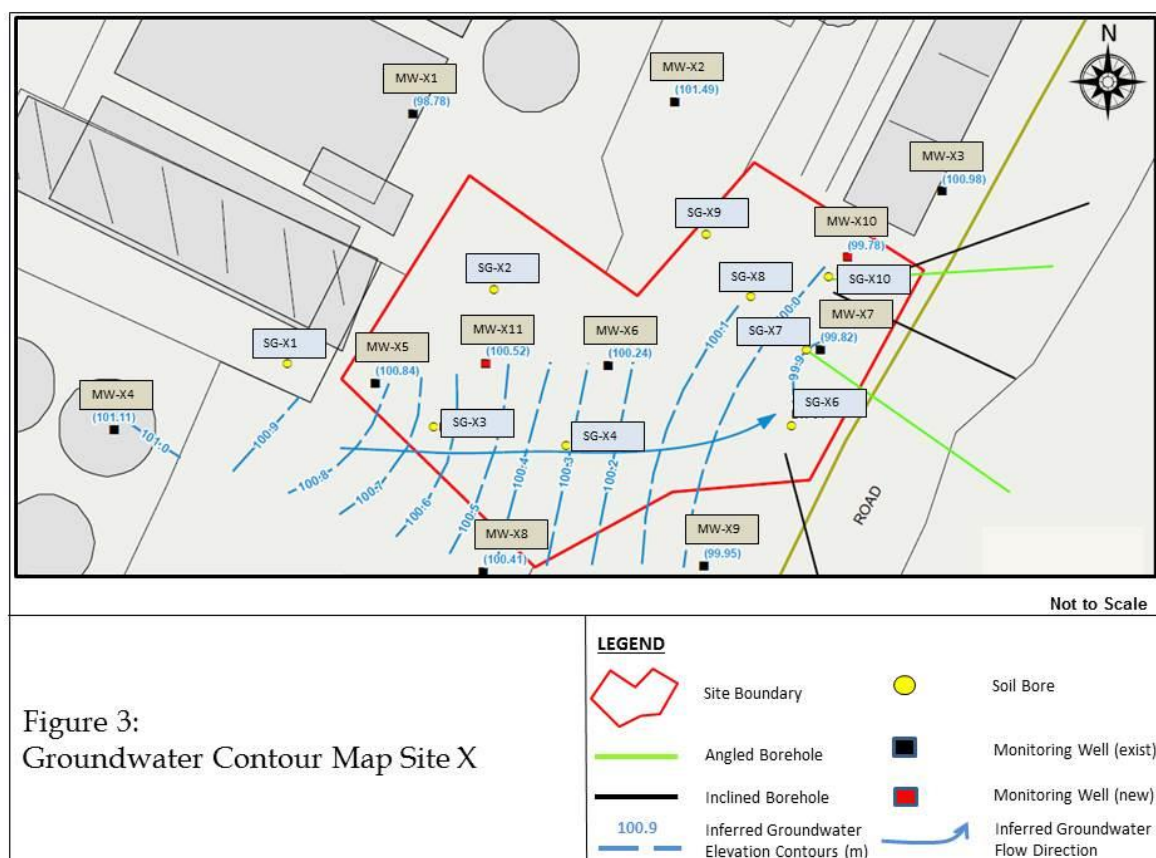 N
MW-X1
(98.78)
MW-X2
(101.49)
MW-X3
(100.98)
SG-X9
MW-X10
(99.78)
SG-X2
SG-X8
SG-X10
100:1
100:0
MW-X11
(100.52)
MW-X6
(100.24)
SG-X7
MW-X7
(99.82)
SG-X1
MW-X5
(100.84)
99:9
MW-X4
(101.11)
SG-X6
SG-X3
SG-X4
101:0
100:9
100:8
100:7
100:6
100:5
100:4
100:3
100:2
MW-X8
(100.41)
MW-X9
(99.95)
ROAD
Not to Scale
Figure 3:
Groundwater Contour Map Site X
LEGEND
Site Boundary
Soil Bore
Angled Borehole
Monitoring Well (exist)
Inclined Borehole
Monitoring Well (new)
100.9
Inferred Groundwater
Elevation Contours (m)
Inferred Groundwater
Flow Direction